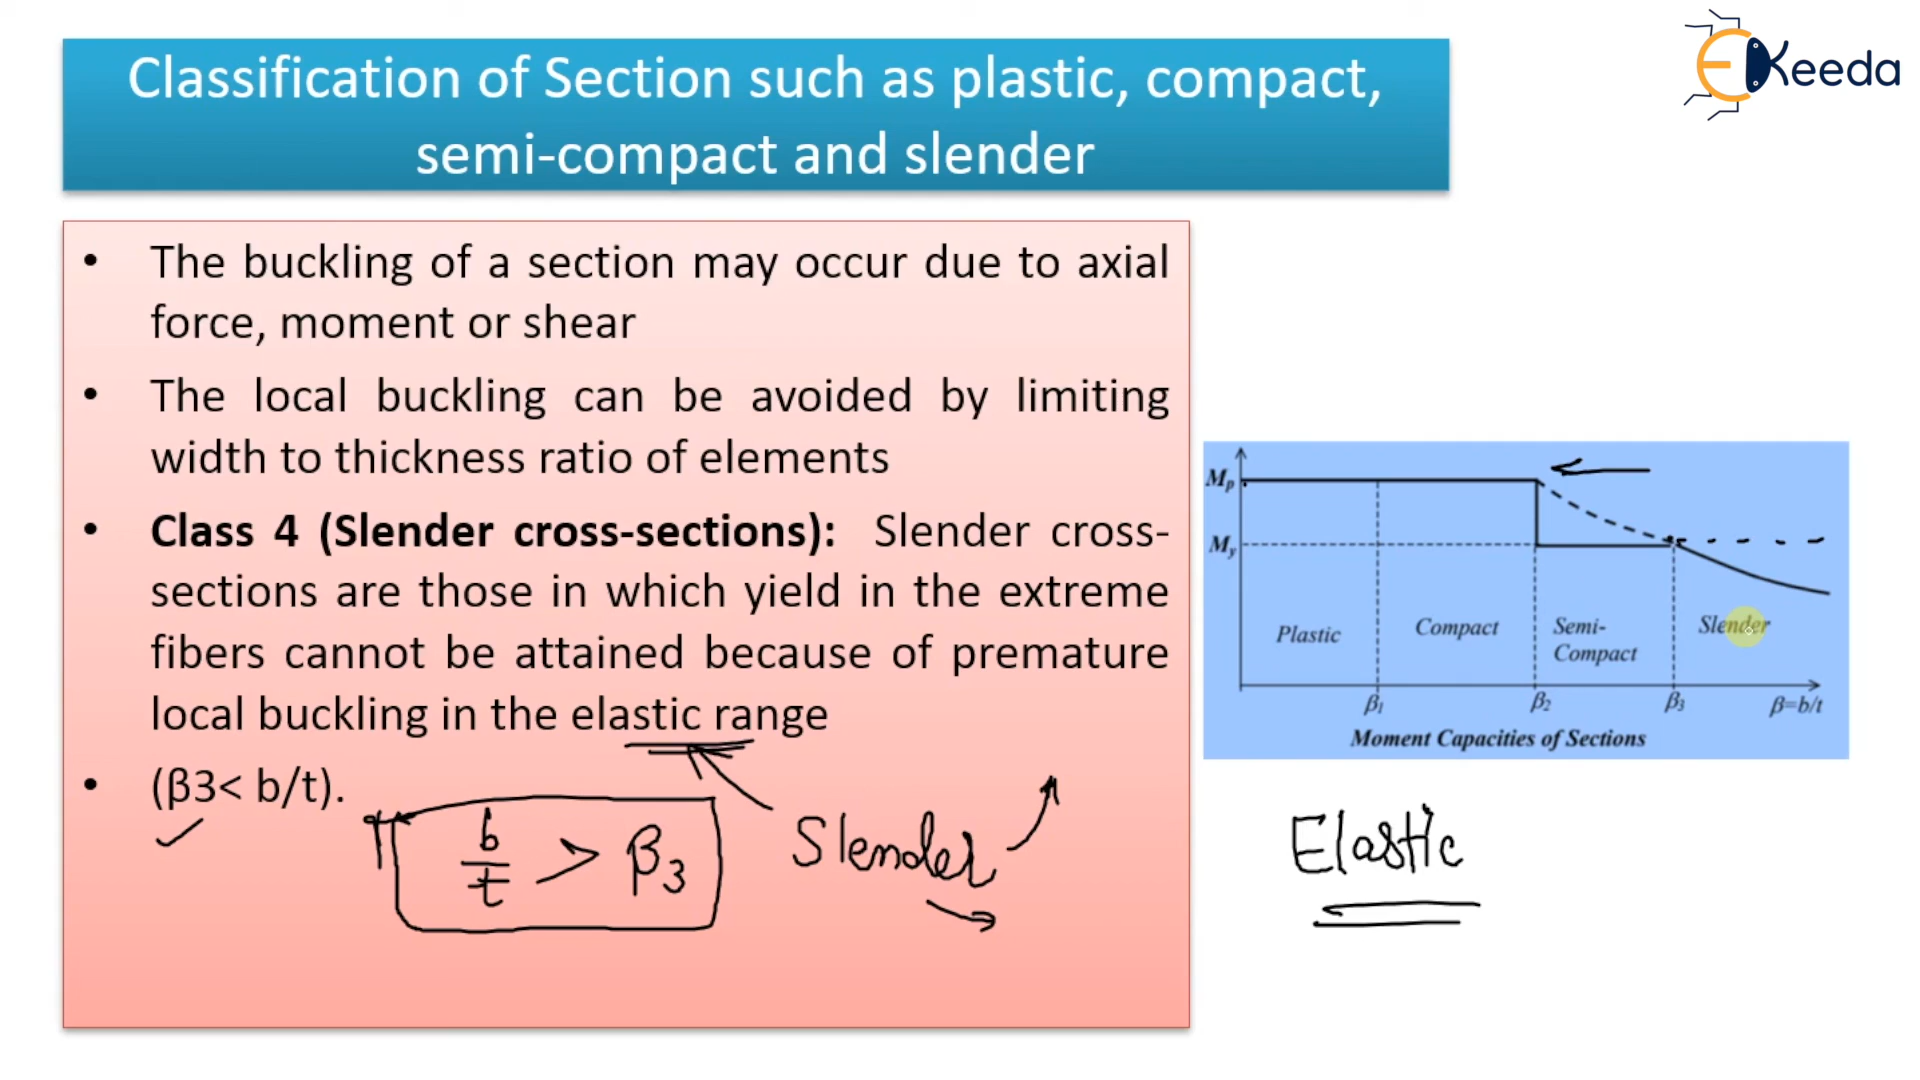 Classification of Section such as plastic, compact,
semi-compact and slender
EKeeda
• The buckling of a section may occur due to axial
force, moment or shear
• The local buckling can be avoided by limiting
width to thickness ratio of elements
• Class 4 (Slender cross-sections): Slender cross-
sections are those in which yield in the extreme
fibers cannot be attained because of premature
local buckling in the elastic range
• (β3< b/t).
b/t > β3
Slender
Mp
My
Plastic
Compact
Semi-
Compact
Slender
β1
β2
β3
β=b/t
Moment Capacities of Sections
Elastic